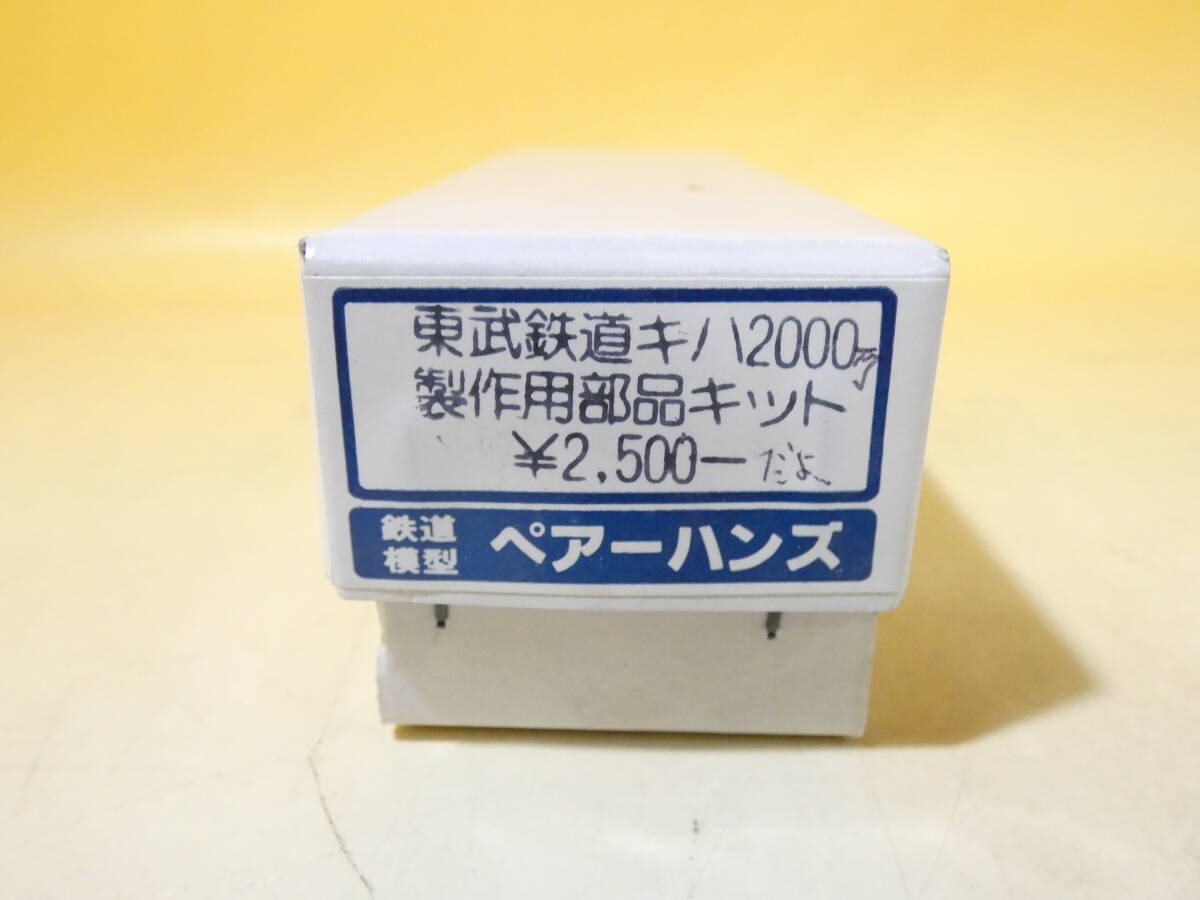 東武鉄道キハ2000形
製作用部品キット
¥2,500ーだよ、
鉄道模型 ペアーハンズ